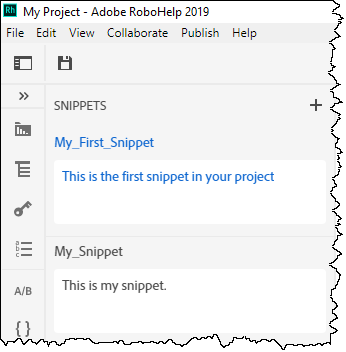 Rh My Project - Adobe RoboHelp 2019
File Edit View Collaborate Publish Help
SNIPPETS
My_First_Snippet
This is the first snippet in your project
a
b
c
My_Snippet
A/B
This is my snippet.
{ }